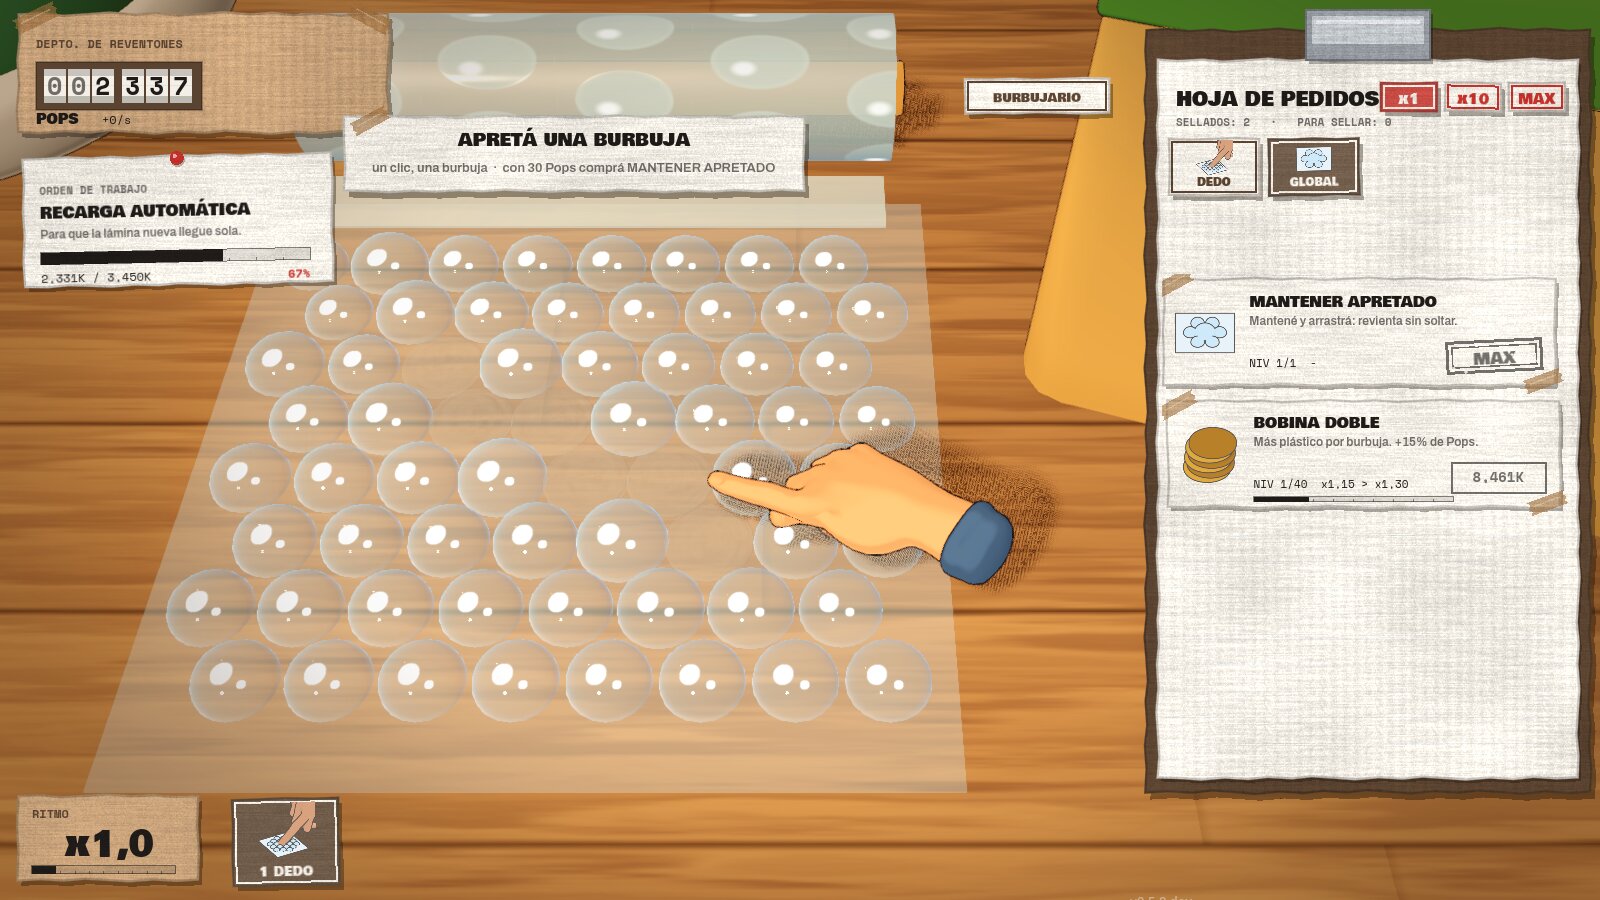 DEPTO. DE REVENTONES
002337
POPS +0/s
APRETÁ UNA BURBUJA
un clic, una burbuja · con 30 Pops comprá MANTENER APRETADO
ORDEN DE TRABAJO
RECARGA AUTOMÁTICA
Para que la lámina nueva llegue sola.
2,331K / 3,450K 67%
BURBUJARIO
HOJA DE PEDIDOS x1 x10 MAX
SELLADOS: 2 · PARA SELLAR: 0
DEDO GLOBAL
MANTENER APRETADO
Mantené y arrastrá: revienta sin soltar.
NIV 1/1 -
MAX
BOBINA DOBLE
Más plástico por burbuja. +15% de Pops.
NIV 1/40 x1,15 > x1,30
8,461K
RITMO
x1,0
1 DEDO